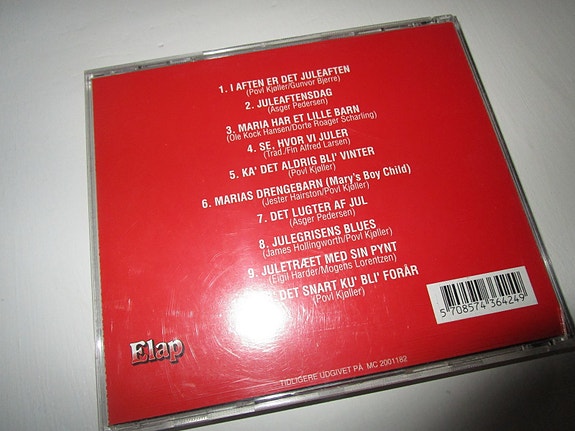 1. I AFTEN ER DET JULEAFTEN
(Povl Kjøller/Gunvor Bjerre)
2. JULEAFTENSDAG
(Asger Pedersen)
3. MARIA HAR ET LILLE BARN
(Ole Kock Hansen/Dorte Roager Scharling)
4. SE, HVOR VI JULER
(Trad./Fin Alfred Larsen)
5. KA' DET ALDRIG BLI' VINTER
(Povl Kjøller)
6. MARIAS DRENGEBARN (Mary's Boy Child)
(Jester Hairston/Povl Kjøller)
7. DET LUGTER AF JUL
(Asger Pedersen)
8. JULEGRISENS BLUES
(James Hollingworth/Povl Kjøller)
9. JULETRÆET MED SIN PYNT
(Eigil Harder/Mogens Lorentzen)
DET SNART KU' BLI' FORÅR
(Povl Kjøller)
5 708574 364249
Elap
TIDLIGERE UDGIVET PÅ MC 2001182